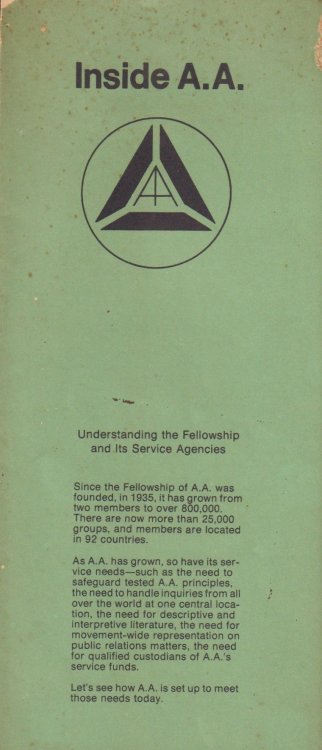 Inside A.A.
AA
Understanding the Fellowship
and Its Service Agencies
Since the Fellowship of A.A. was
founded, in 1935, it has grown from
two members to over 800,000.
There are now more than 25,000
groups, and members are located
in 92 countries.
As A.A. has grown, so have its ser-
vice needs—such as the need to
safeguard tested A.A. principles,
the need to handle inquiries from all
over the world at one central loca-
tion, the need for descriptive and
interpretive literature, the need for
movement-wide representation on
public relations matters, the need
for qualified custodians of A.A.'s
service funds.
Let's see how A.A. is set up to meet
those needs today.